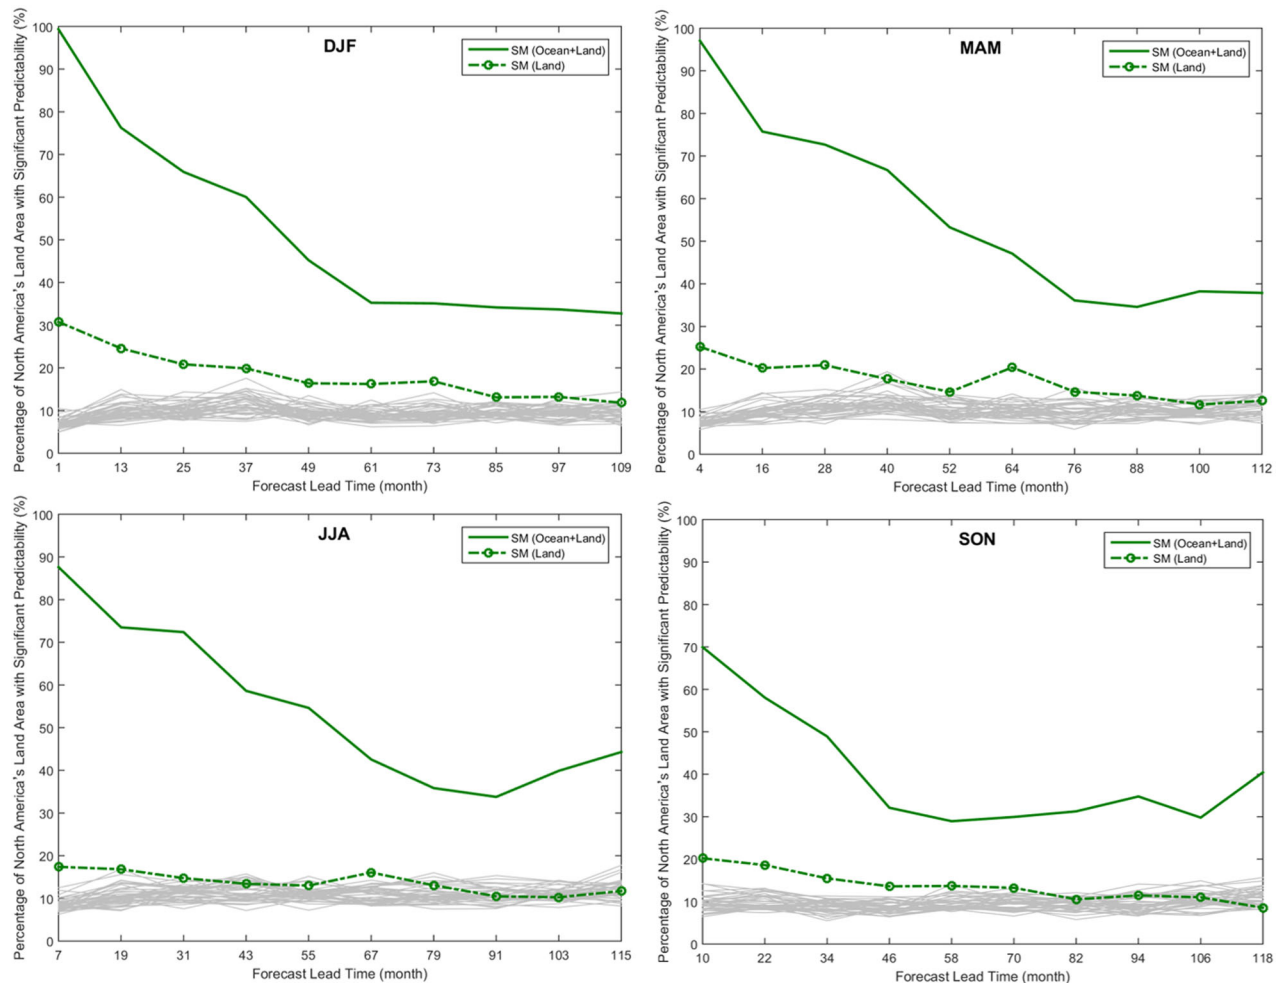 DJF
SM (Ocean+Land)
SM (Land)
Percentage of North America's Land Area with Significant Predictability (%)
100
90
80
70
60
50
40
30
20
10
0
1 13 25 37 49 61 73 85 97 109
Forecast Lead Time (month)
MAM
SM (Ocean+Land)
SM (Land)
Percentage of North America's Land Area with Significant Predictability (%)
100
90
80
70
60
50
40
30
20
10
0
4 16 28 40 52 64 76 88 100 112
Forecast Lead Time (month)
JJA
SM (Ocean+Land)
SM (Land)
Percentage of North America's Land Area with Significant Predictability (%)
100
90
80
70
60
50
40
30
20
10
0
7 19 31 43 55 67 79 91 103 115
Forecast Lead Time (month)
SON
SM (Ocean+Land)
SM (Land)
Percentage of North America's Land Area with Significant Predictability (%)
100
90
80
70
60
50
40
30
20
10
0
10 22 34 46 58 70 82 94 106 118
Forecast Lead Time (month)